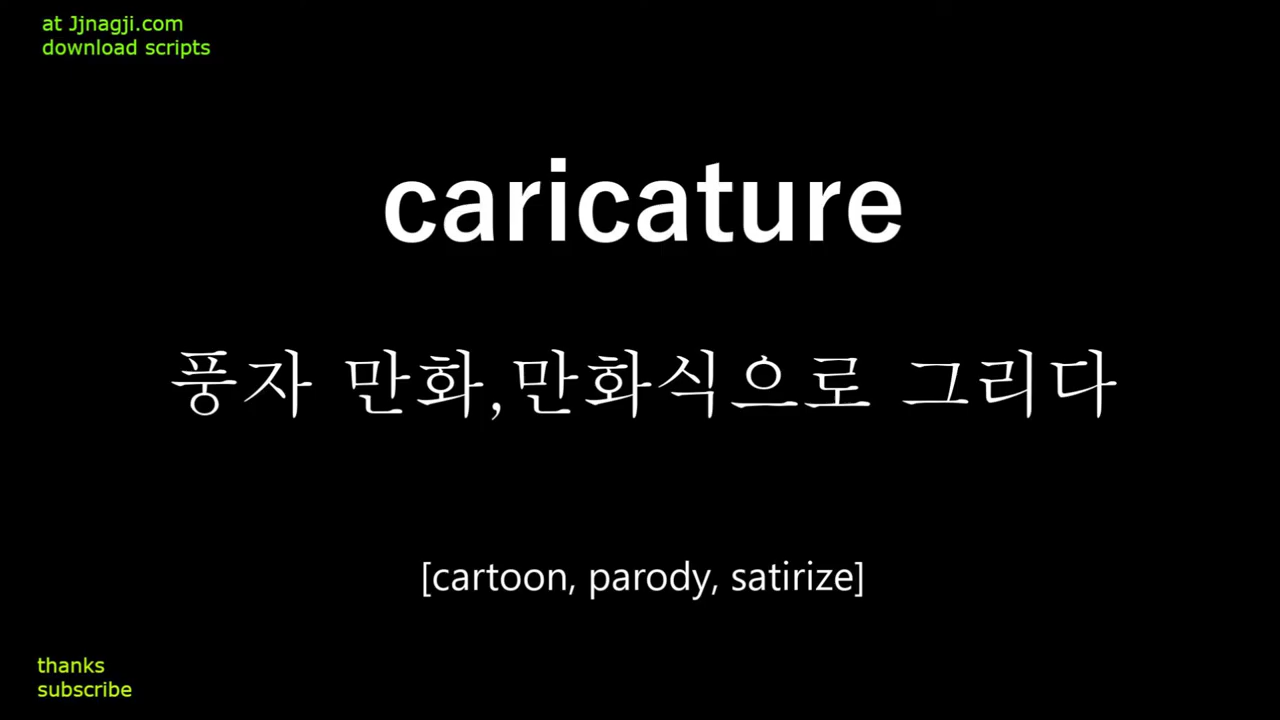 at Jjnagji.com
download scripts
caricature
풍자 만화,만화식으로 그리다
[cartoon, parody, satirize]
thanks
subscribe